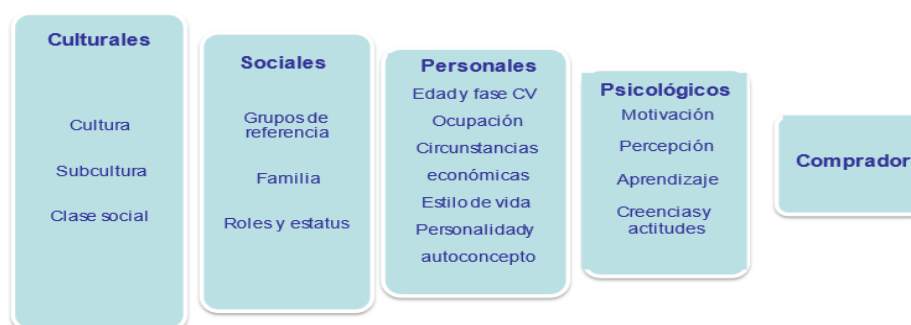 Culturales
Cultura
Subcultura
Clase social
Sociales
Grupos de
referencia
Familia
Roles y estatus
Personales
Edad y fase CV
Ocupación
Circunstancias
económicas
Estilo de vida
Personalidad y
autoconcepto
Psicológicos
Motivación
Percepción
Aprendizaje
Creencias y
actitudes
Comprador